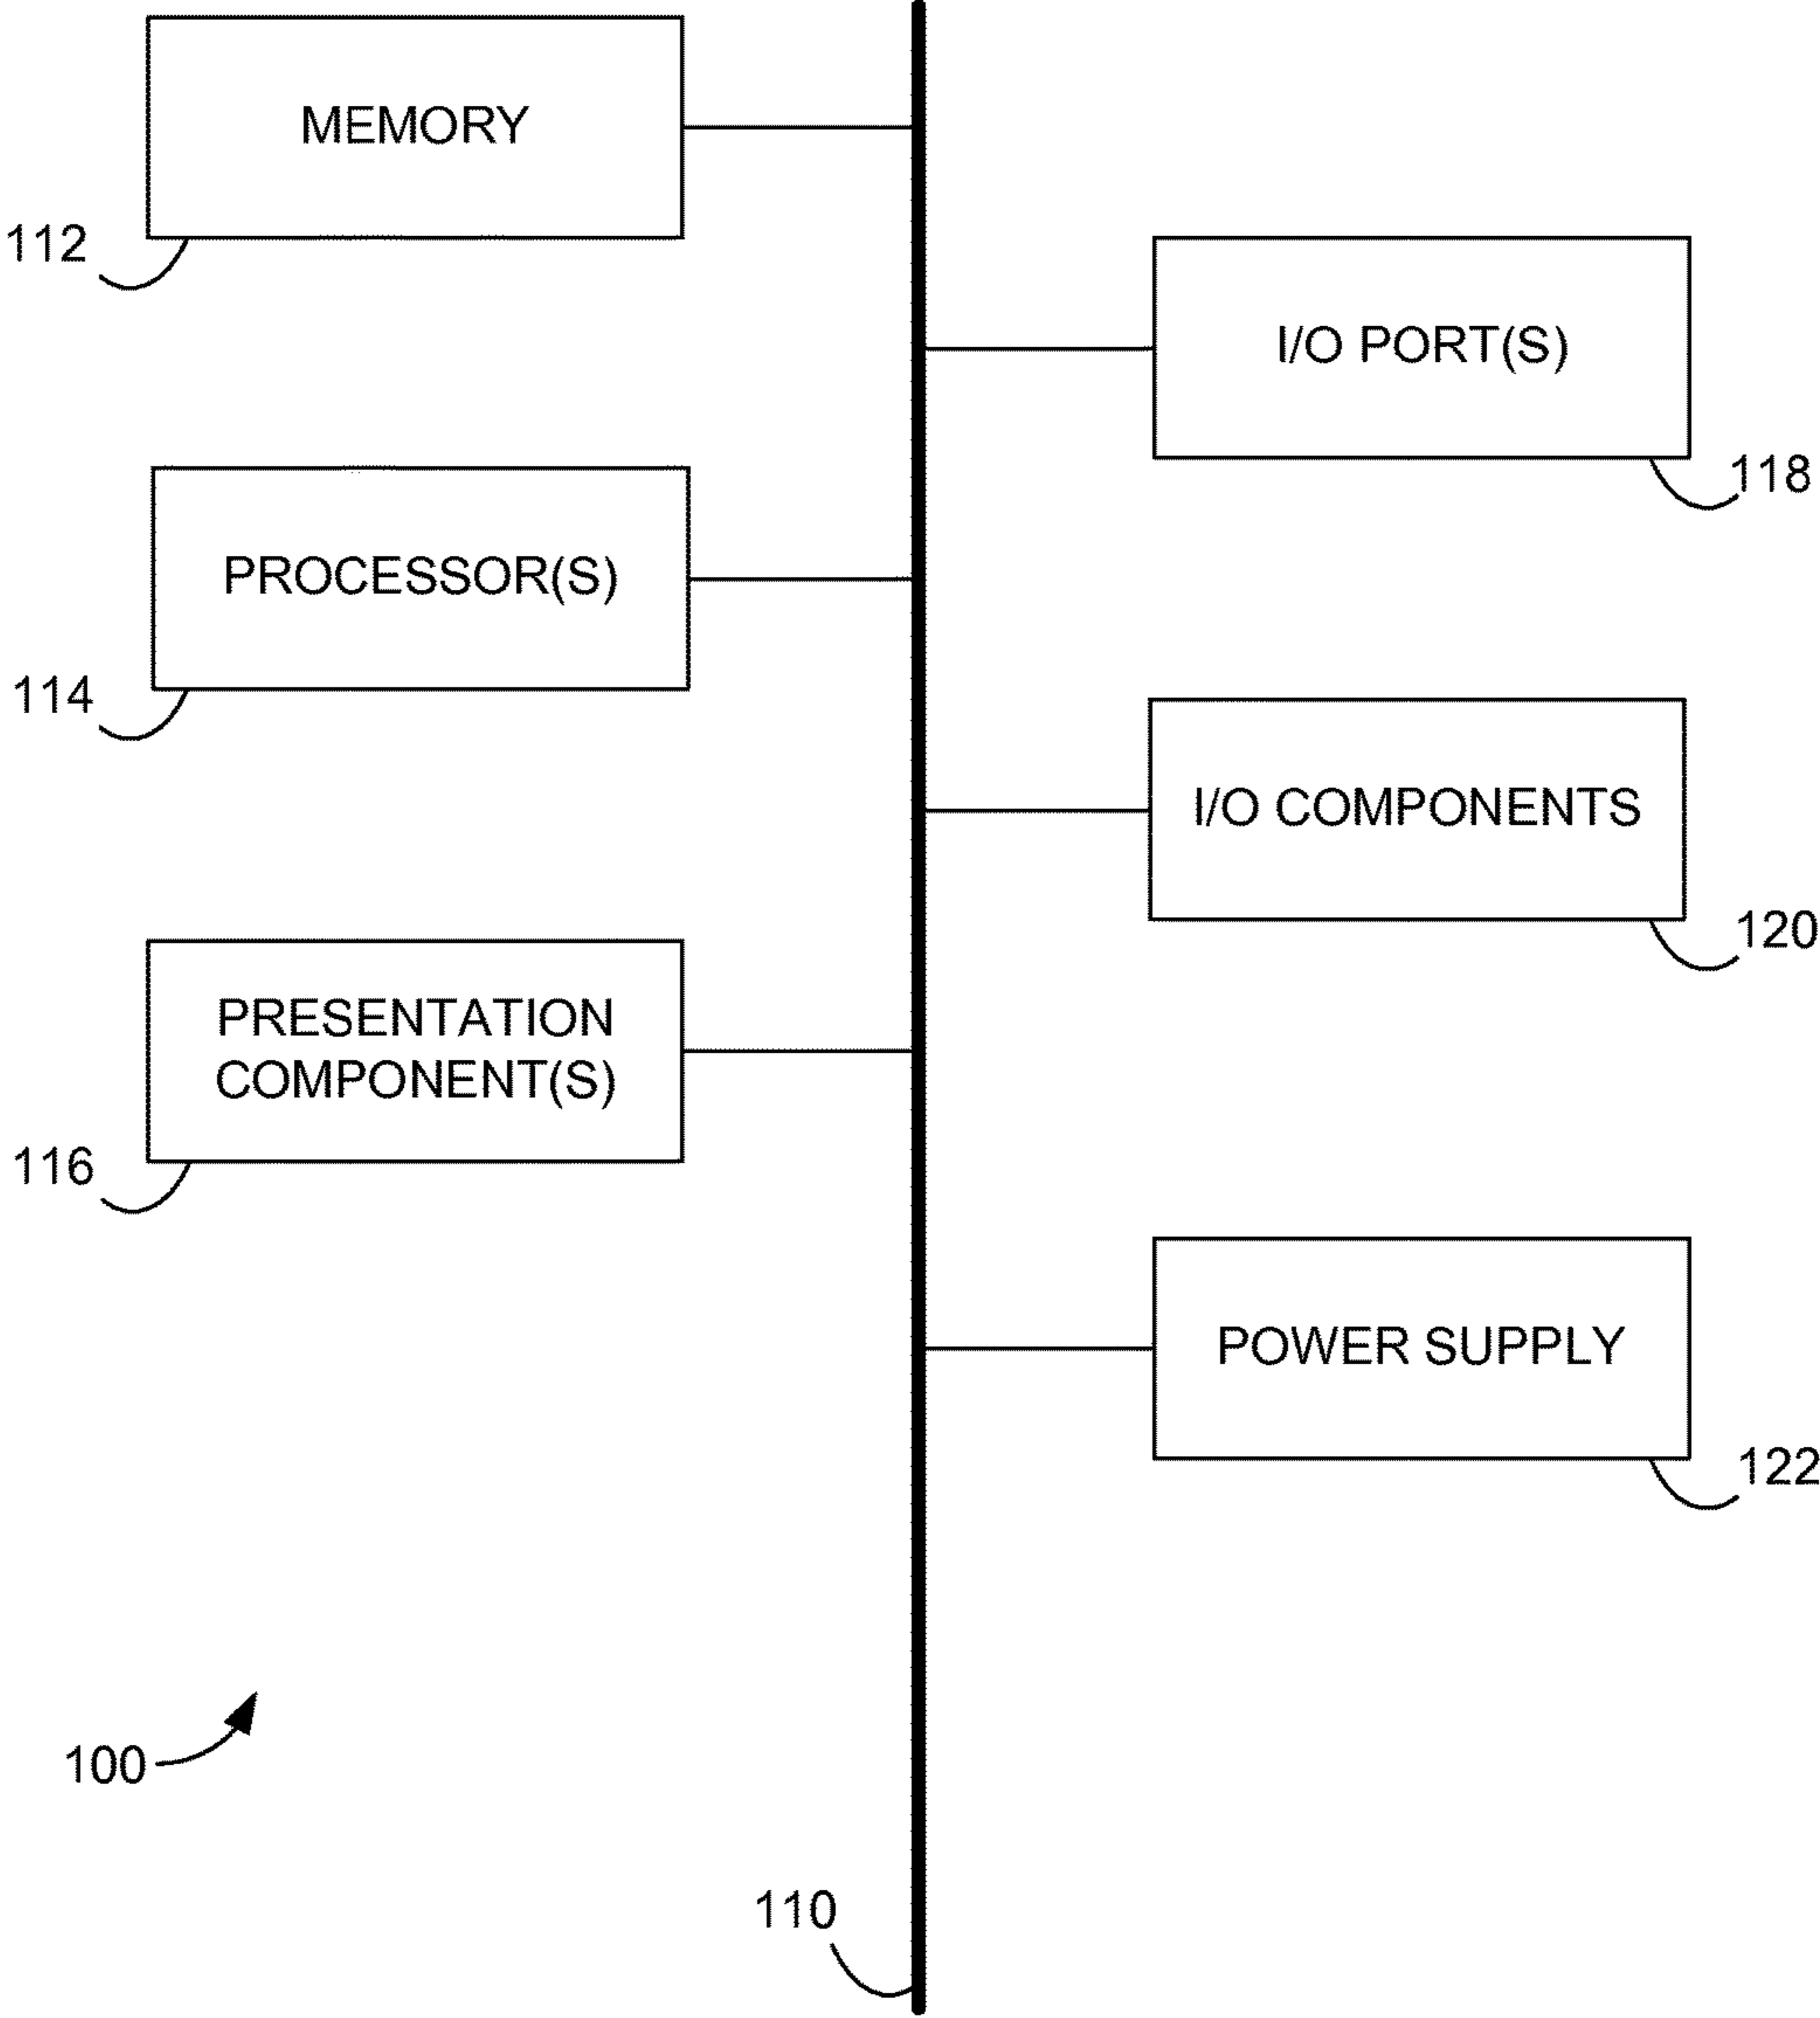 MEMORY
112
I/O PORT(S)
118
PROCESSOR(S)
114
I/O COMPONENTS
120
PRESENTATION
COMPONENT(S)
116
POWER SUPPLY
122
100
110